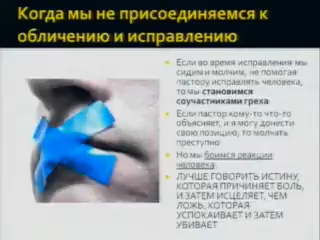 Когда мы не присоединяемся к
обличению и исправлению
Если во время исправления мы
сидим и молчим, не помогая
пастору исправлять человека,
то мы становимся
соучастниками греха
Если пастор кому-то что-то
объясняет, и я могу донести
свою позицию, то молчать
преступно
Но мы боимся реакции
человека.
ЛУЧШЕ ГОВОРИТЬ ИСТИНУ,
КОТОРАЯ ПРИЧИНЯЕТ БОЛЬ,
И ЗАТЕМ ИСЦЕЛЯЕТ, ЧЕМ
ЛОЖЬ, КОТОРАЯ
УСПОКАИВАЕТ И ЗАТЕМ
УБИВАЕТ